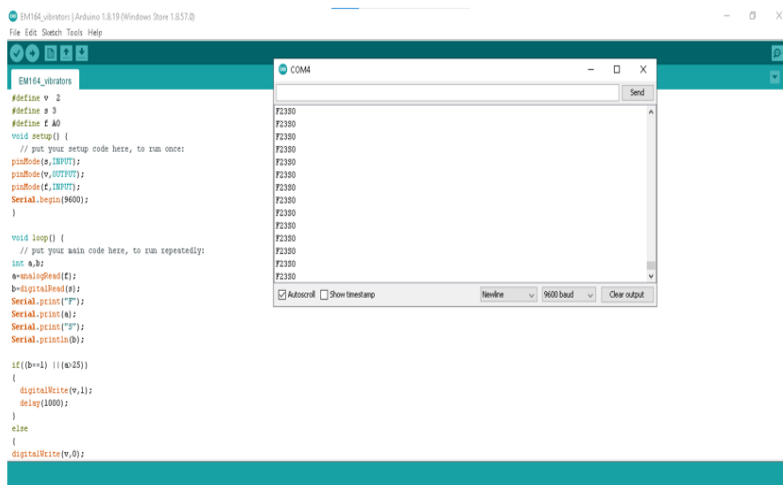 EM164_vibrators | Arduino 1.8.19 (Windows Store 1.8.57.0)
File Edit Sketch Tools Help
EM164_vibrators
#define v 2
#define s 3
#define f A0
void setup() {
// put your setup code here, to run once:
pinMode(s,INPUT);
pinMode(v,OUTPUT);
pinMode(f,INPUT);
Serial.begin(9600);
}
void loop() {
// put your main code here, to run repeatedly:
int a,b;
a=analogRead(f);
b=digitalRead(s);
Serial.print("F");
Serial.print(a);
Serial.print("S");
Serial.println(b);
if((b==1) ||(a>25))
{
digitalWrite(v,1);
delay(1000);
}
else
{
digitalWrite(v,0);
COM4
Send
F23S0
F23S0
F23S0
F23S0
F23S0
F23S0
F23S0
F23S0
F23S0
F23S0
F23S0
F23S0
F23S0
F23S0
Autoscroll Show timestamp Newline 9600 baud Clear output